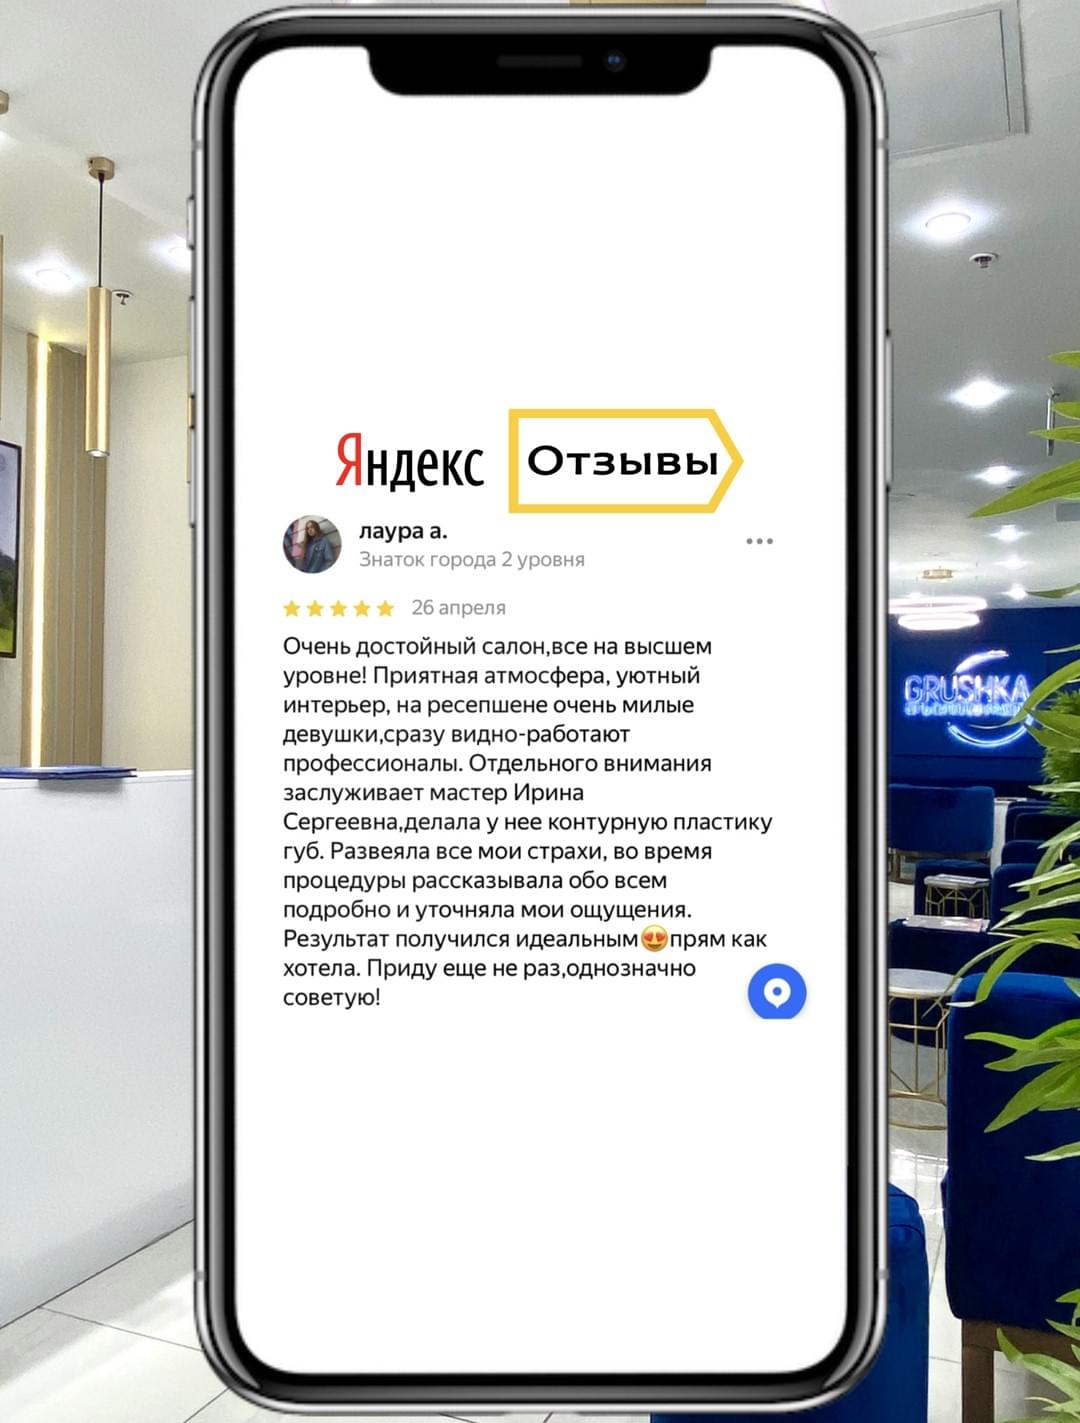 Яндекс Отзывы
лаура а.
Знаток города 2 уровня
26 апреля
Очень достойный салон,все на высшем
уровне! Приятная атмосфера, уютный
интерьер, на ресепшене очень милые
девушки,сразу видно-работают
профессионалы. Отдельного внимания
заслуживает мастер Ирина
Сергеевна,делала у нее контурную пластику
губ. Развеяла все мои страхи, во время
процедуры рассказывала обо всем
подробно и уточняла мои ощущения.
Результат получился идеальным😍прям как
хотела. Приду еще не раз,однозначно
советую!
GRUSHKA